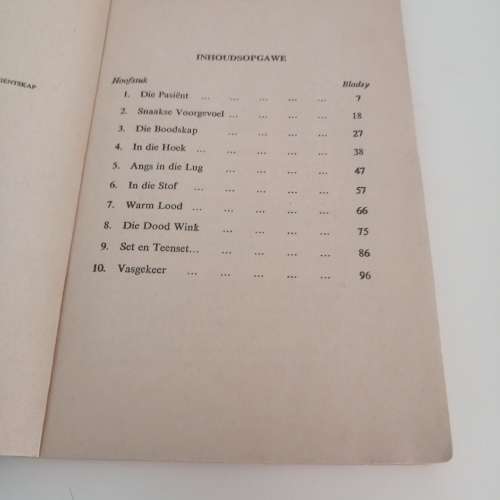 IËNTSKAP
INHOUDSOPGAWE
Hoofstuk Bladsy
1. Die Pasiënt ... ... ... ... 7
2. Snaakse Voorgevoel ... ... ... ... 18
3. Die Boodskap ... ... ... ... 27
4. In die Hoek ... ... ... ... 38
5. Angs in die Lug ... ... ... ... 47
6. In die Stof ... ... ... ... ... 57
7. Warm Lood ... ... ... ... ... 66
8. Die Dood Wink ... ... ... ... 75
9. Set en Teenset... ... ... ... ... 86
10. Vasgekeer ... ... ... ... ... 96